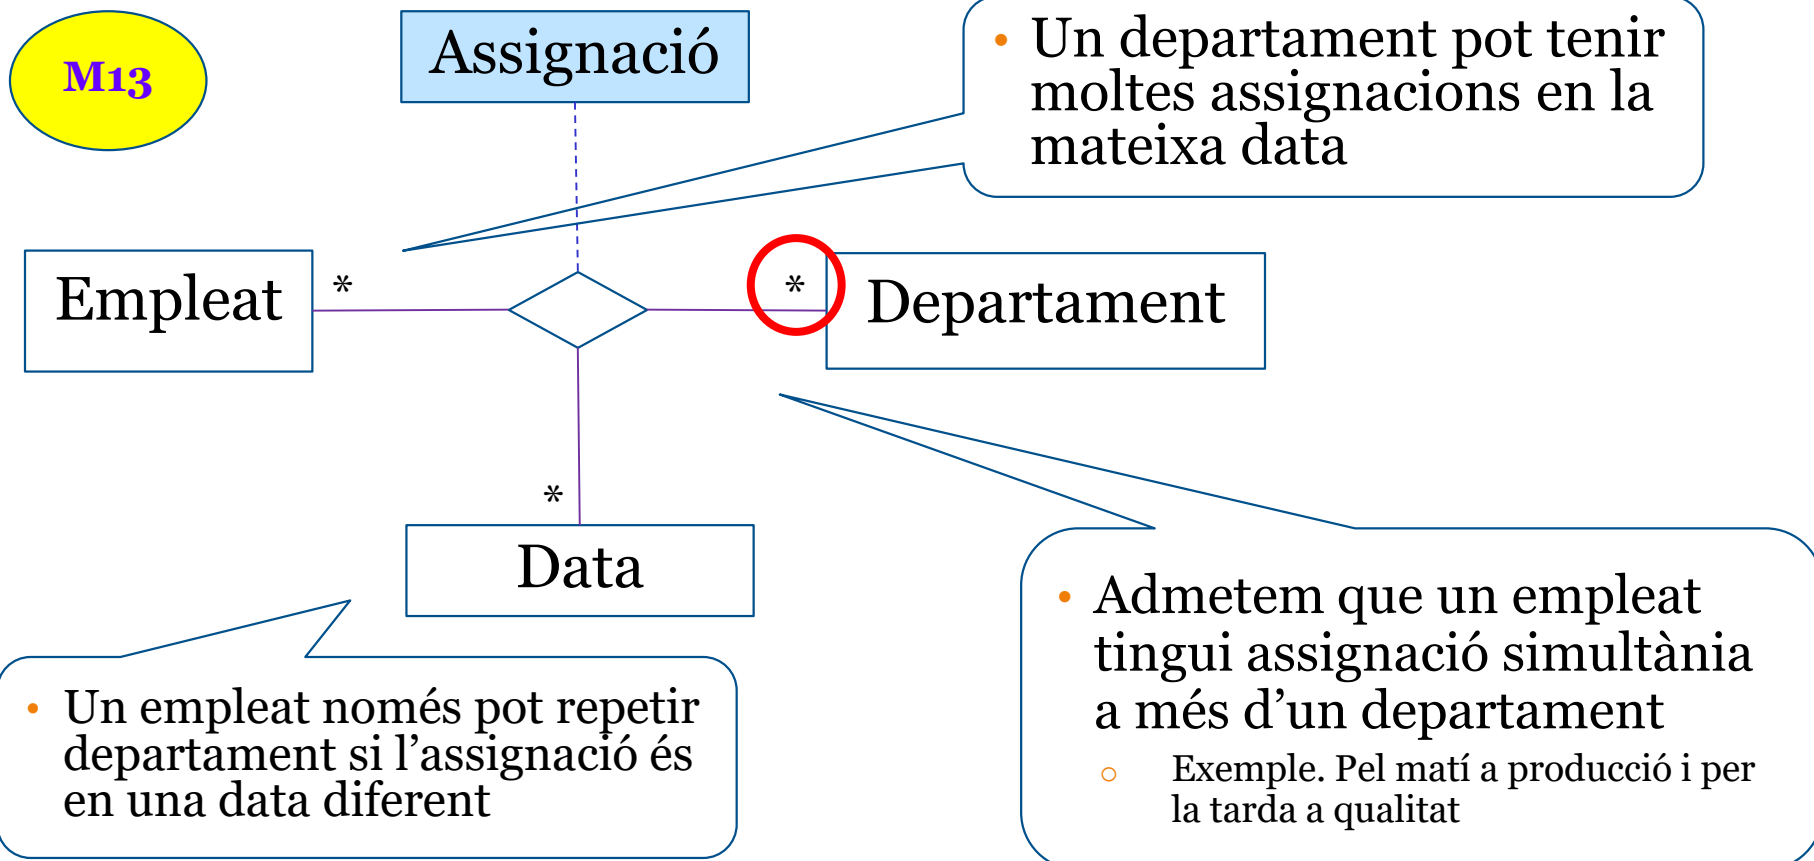 M13
Assignació
• Un departament pot tenir
moltes assignacions en la
mateixa data
Empleat
*
*
Departament
*
Data
• Un empleat només pot repetir
departament si l’assignació és
en una data diferent
• Admetem que un empleat
tingui assignació simultània
a més d’un departament
o Exemple. Pel matí a producció i per
la tarda a qualitat